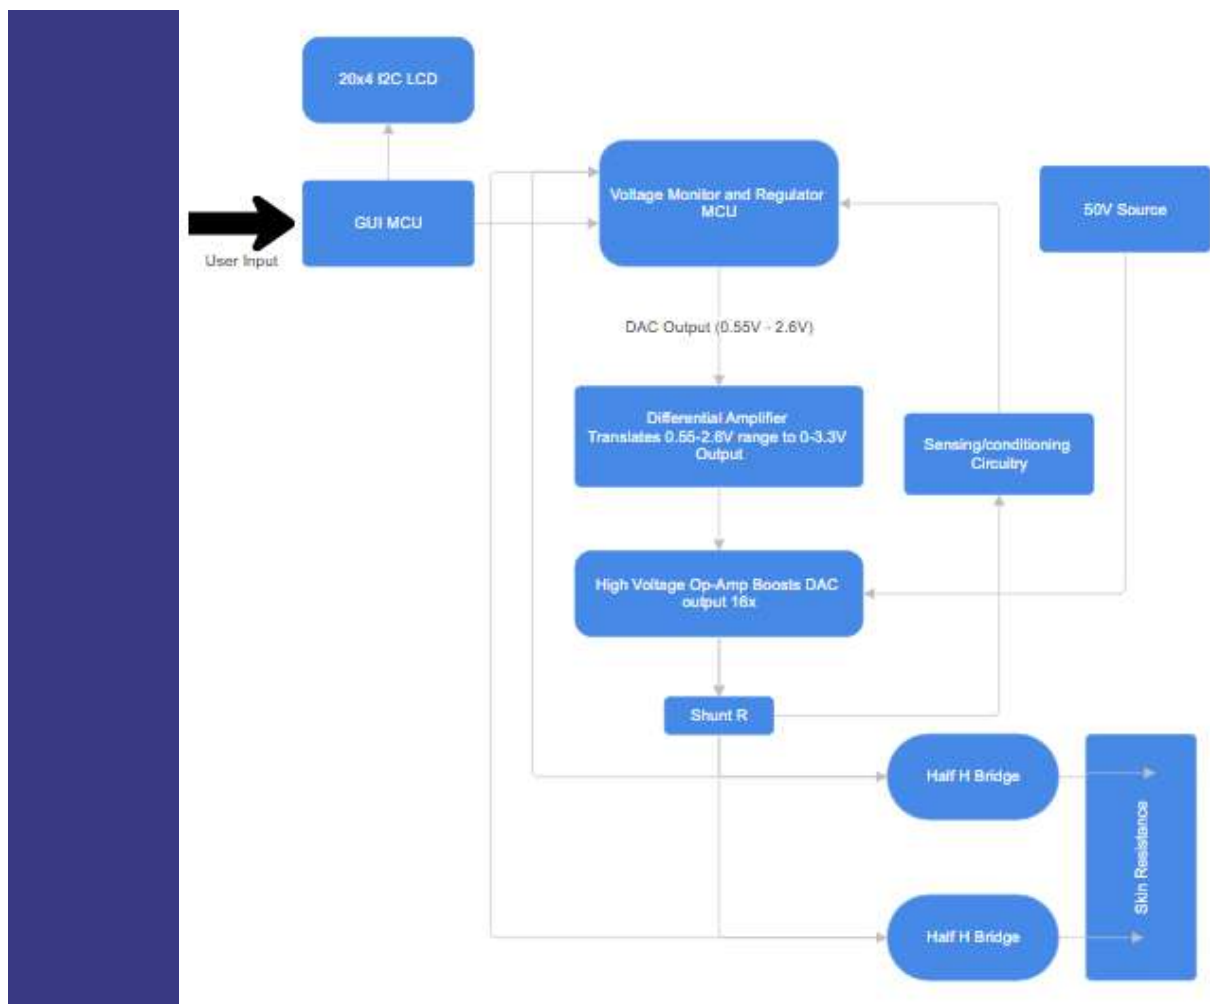 20x4 I2C LCD
GUI MCU
User Input
Voltage Monitor and Regulator
MCU
50V Source
DAC Output (0.55V - 2.6V)
Differential Amplifier
Translates 0.55-2.6V range to 0-3.3V
Output
Sensing/conditioning
Circuitry
High Voltage Op-Amp Boosts DAC
output 16x
Shunt R
Half H Bridge
Skin Resistance
Half H Bridge